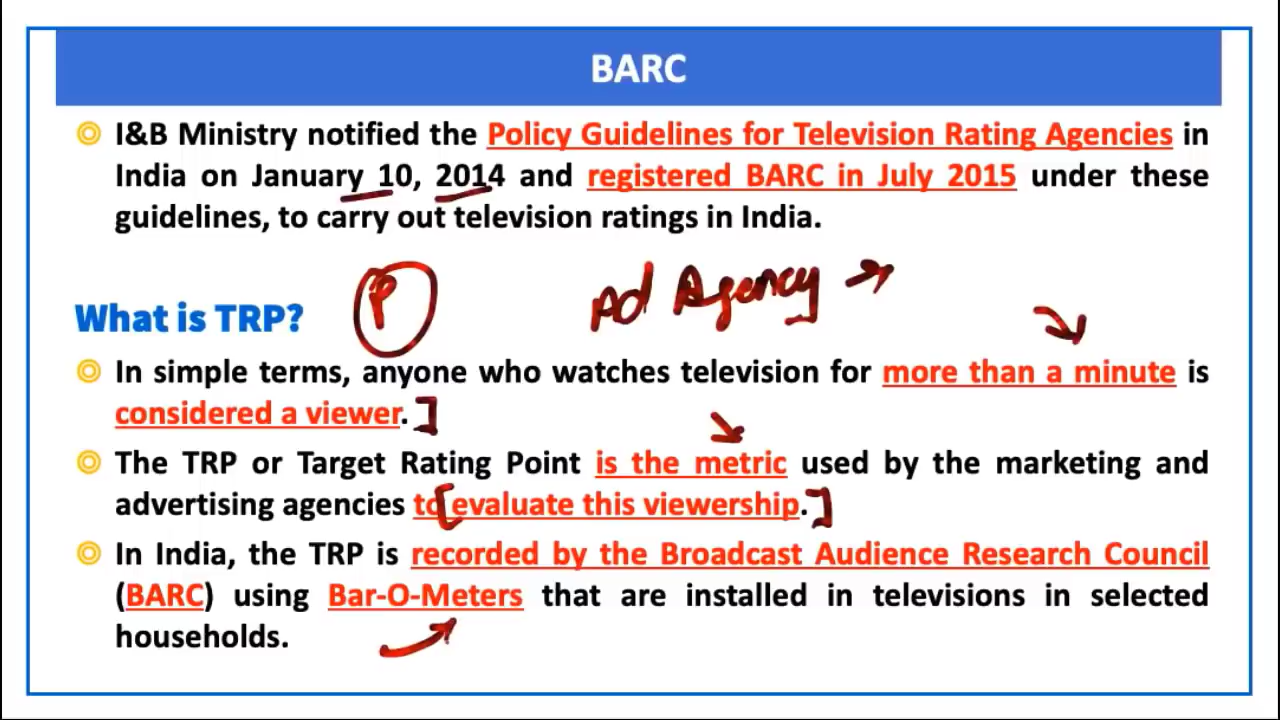 BARC
I&B Ministry notified the Policy Guidelines for Television Rating Agencies in
India on January 10, 2014 and registered BARC in July 2015 under these
guidelines, to carry out television ratings in India.
P
Ad Agency →
What is TRP?
In simple terms, anyone who watches television for more than a minute is
considered a viewer.
The TRP or Target Rating Point is the metric used by the marketing and
advertising agencies to evaluate this viewership.
In India, the TRP is recorded by the Broadcast Audience Research Council
(BARC) using Bar-O-Meters that are installed in televisions in selected
households.